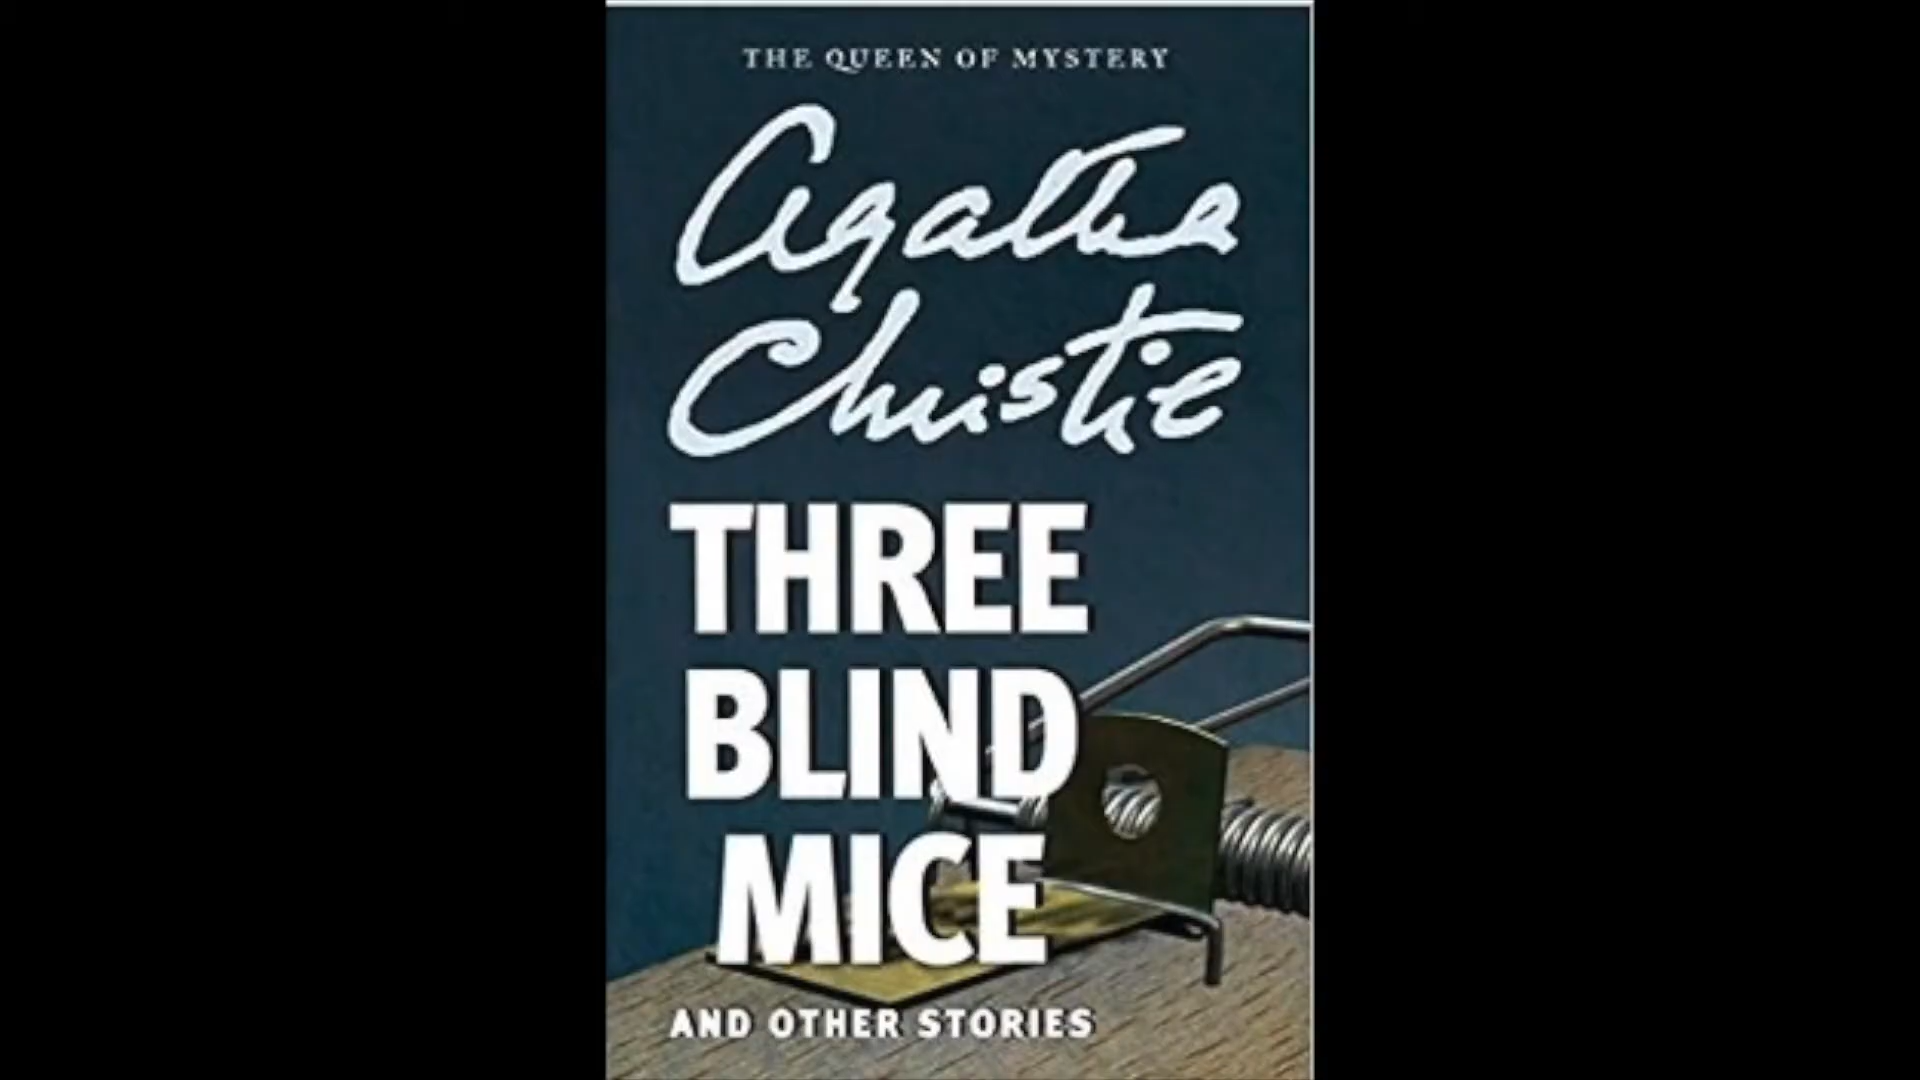 THE QUEEN OF MYSTERY
Agatha
Christie
THREE
BLIND
MICE
AND OTHER STORIES